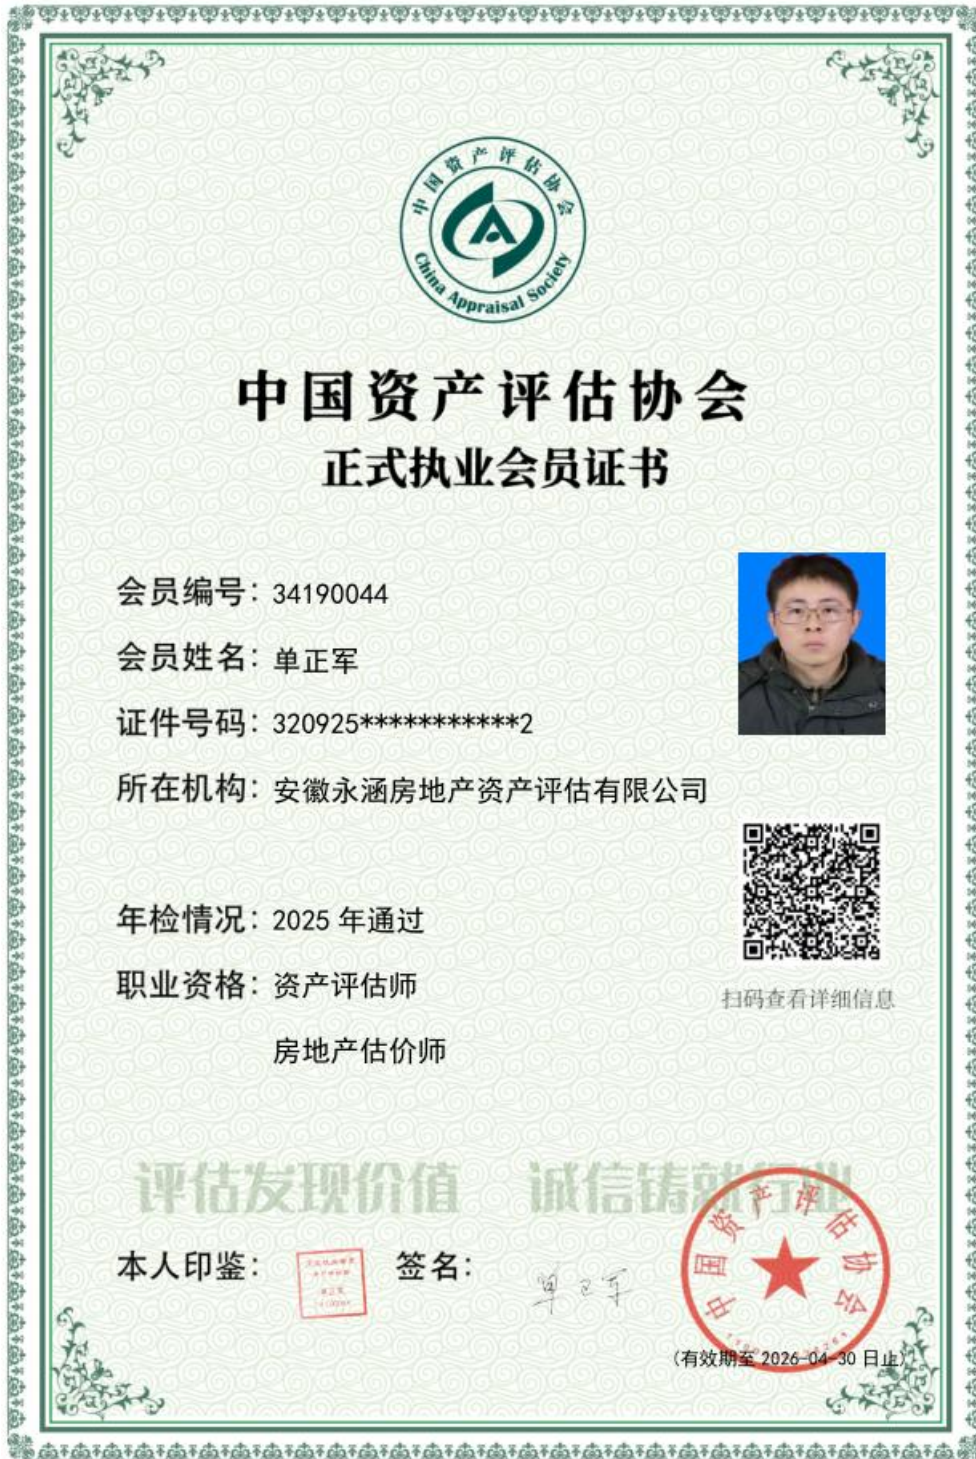 中国资产评估协会
China Appraisal Society
中国资产评估协会
正式执业会员证书
会员编号：34190044
会员姓名：单正军
证件号码：320925***********2
所在机构：安徽永涵房地产资产评估有限公司
年检情况：2025 年通过
职业资格：资产评估师
房地产估价师
扫码查看详细信息
评估发现价值 诚信铸就行业
本人印鉴： 签名：
单正军
中国资产评估协会
(有效期至 2026-04-30 日止)